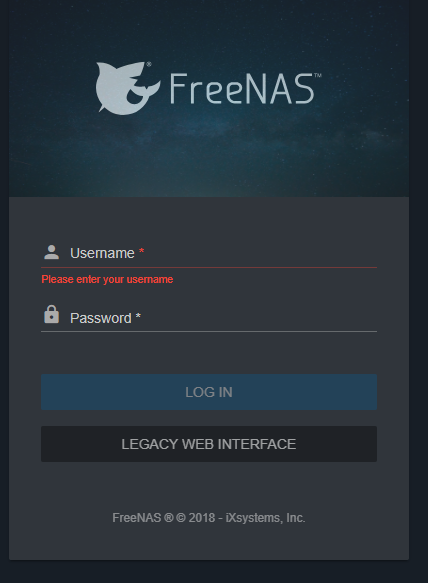 FreeNAS™
Username *
Please enter your username
Password *
LOG IN
LEGACY WEB INTERFACE
FreeNAS ® © 2018 - iXsystems, Inc.